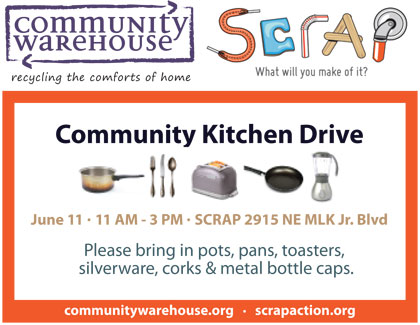 community
warehouse
recycling the comforts of home
SCRAP
What will you make of it?
Community Kitchen Drive
June 11 • 11 AM - 3 PM • SCRAP 2915 NE MLK Jr. Blvd
Please bring in pots, pans, toasters,
silverware, corks & metal bottle caps.
communitywarehouse.org • scrapaction.org